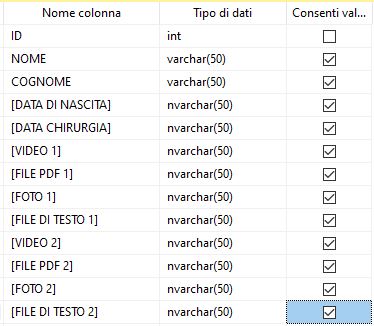 Nome colonna Tipo di dati Consenti val...
ID int
NOME varchar(50)
COGNOME varchar(50)
[DATA DI NASCITA] nvarchar(50)
[DATA CHIRURGIA] nvarchar(50)
[VIDEO 1] nvarchar(50)
[FILE PDF 1] nvarchar(50)
[FOTO 1] nvarchar(50)
[FILE DI TESTO 1] nvarchar(50)
[VIDEO 2] nvarchar(50)
[FILE PDF 2] nvarchar(50)
[FOTO 2] nvarchar(50)
[FILE DI TESTO 2] nvarchar(50)